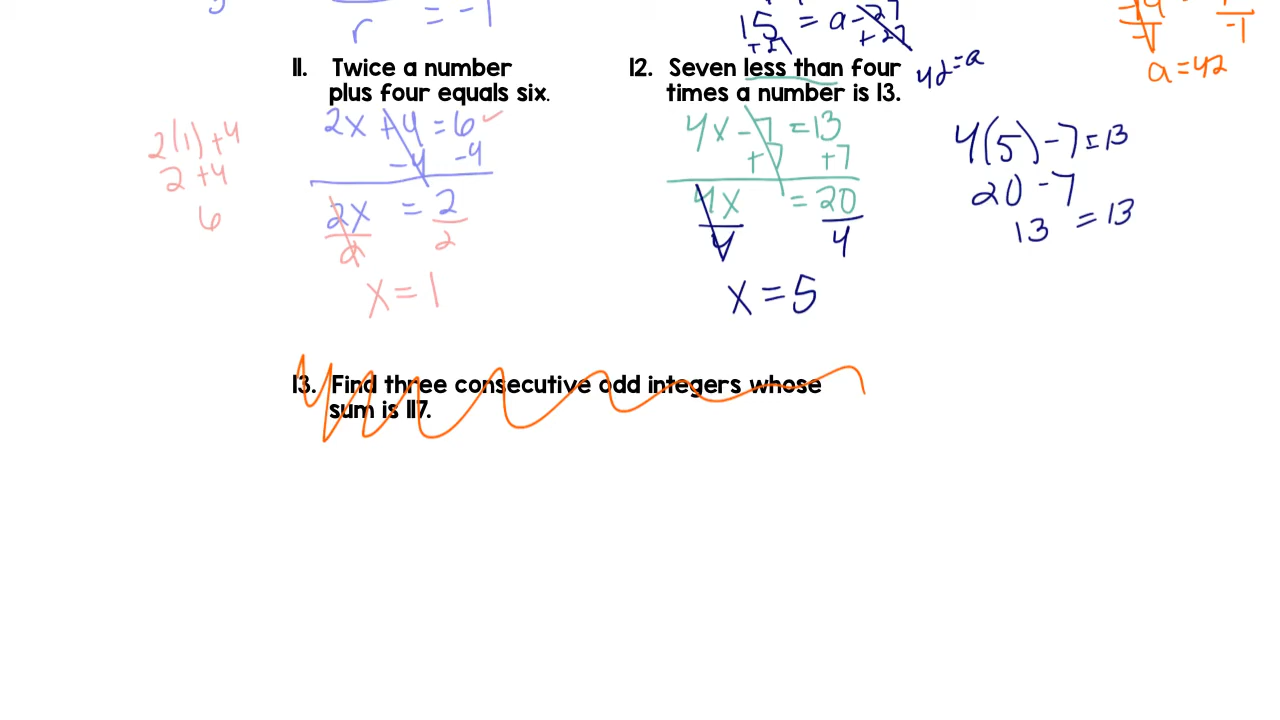 = -1
r
15 = a - 27
+27 +27
42 = a
-1
a = 42
11. Twice a number
plus four equals six.
2x + 4 = 6
-4 -4
2x = 2
2 2
x = 1
2(1) + 4
2 + 4
6
12. Seven less than four
times a number is 13.
4x - 7 = 13
+7 +7
4x = 20
4 4
x = 5
4(5) - 7 = 13
20 - 7
13 = 13
13. Find three consecutive odd integers whose
sum is 117.